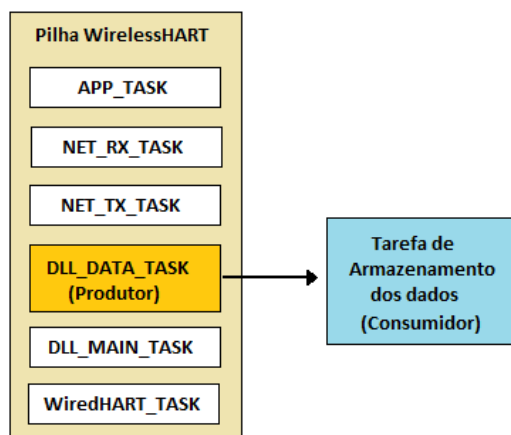 Pilha WirelessHART
APP_TASK
NET_RX_TASK
NET_TX_TASK
DLL_DATA_TASK
(Produtor)
DLL_MAIN_TASK
WiredHART_TASK
Tarefa de
Armazenamento
dos dados
(Consumidor)